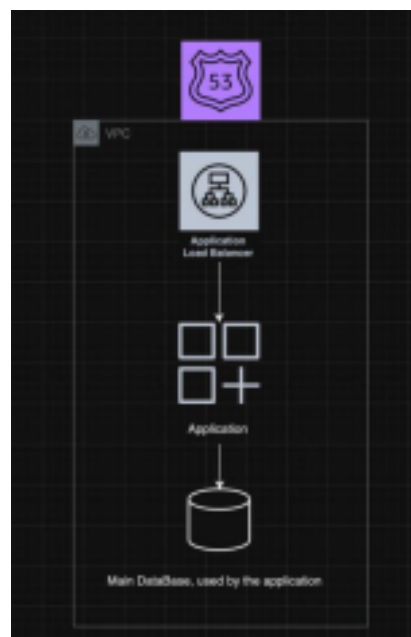 53
VPC
Application
Load Balancer
Application
Main DataBase, used by the application